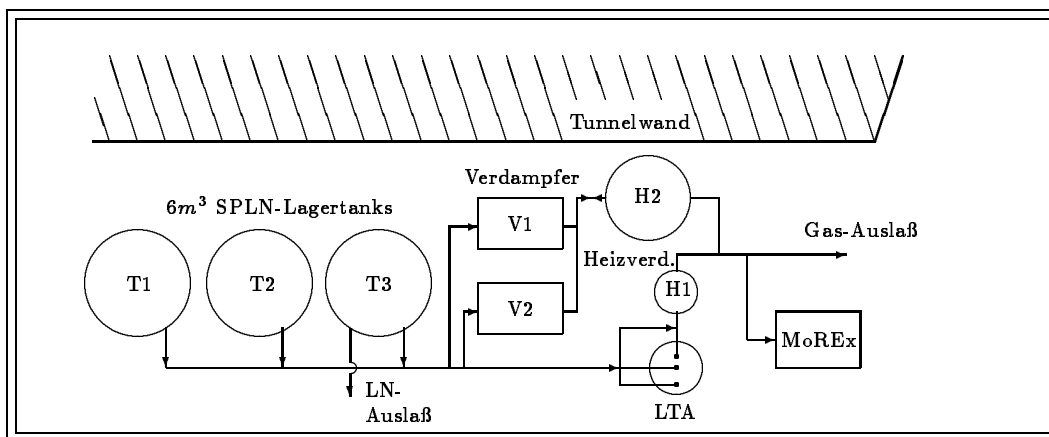 Tunnelwand
Verdampfer
6m³ SPLN-Lagertanks
H2
V1
Gas-Auslaß
Heizverd.
T1
T2
T3
H1
V2
MoREx
LN-
Auslaß
LTA